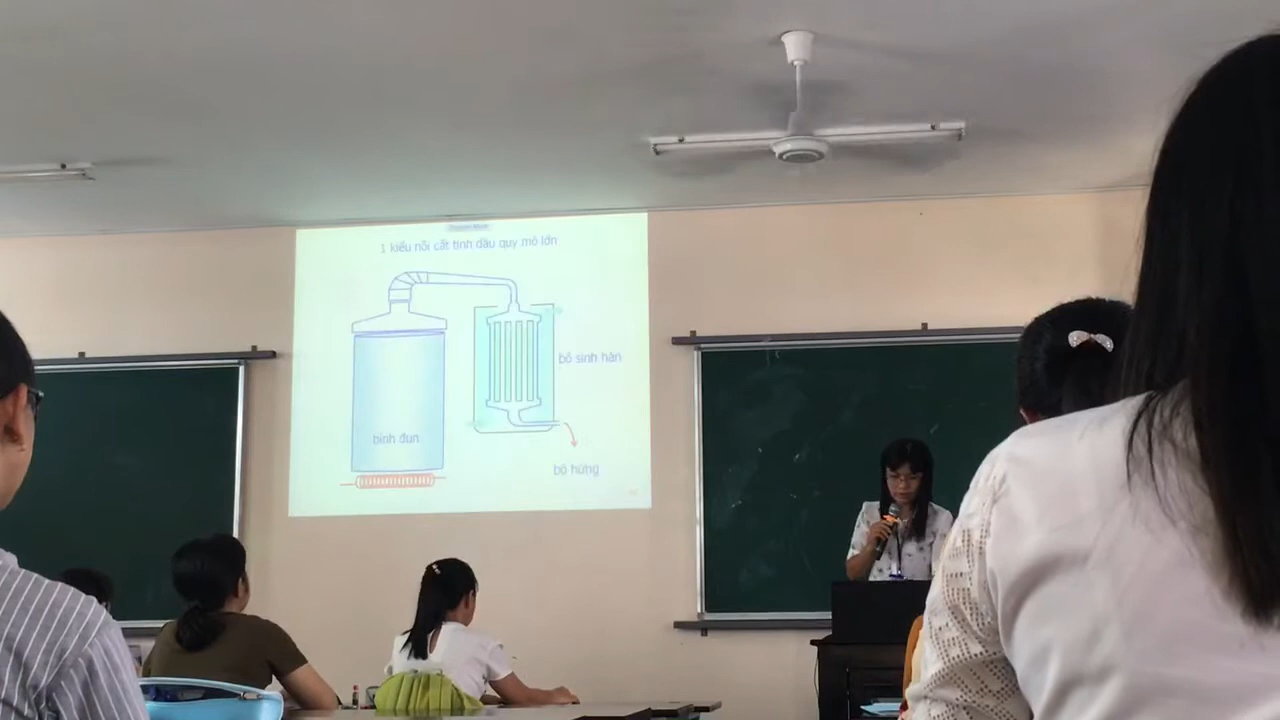 1 kiểu nồi cất tinh dầu quy mô lớn
bộ sinh hàn
bình đun
bộ hứng